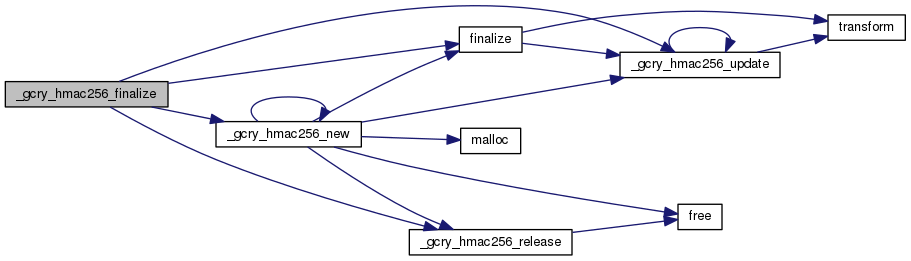 _gcry_hmac256_finalize
_gcry_hmac256_new
finalize
_gcry_hmac256_update
transform
malloc
free
_gcry_hmac256_release